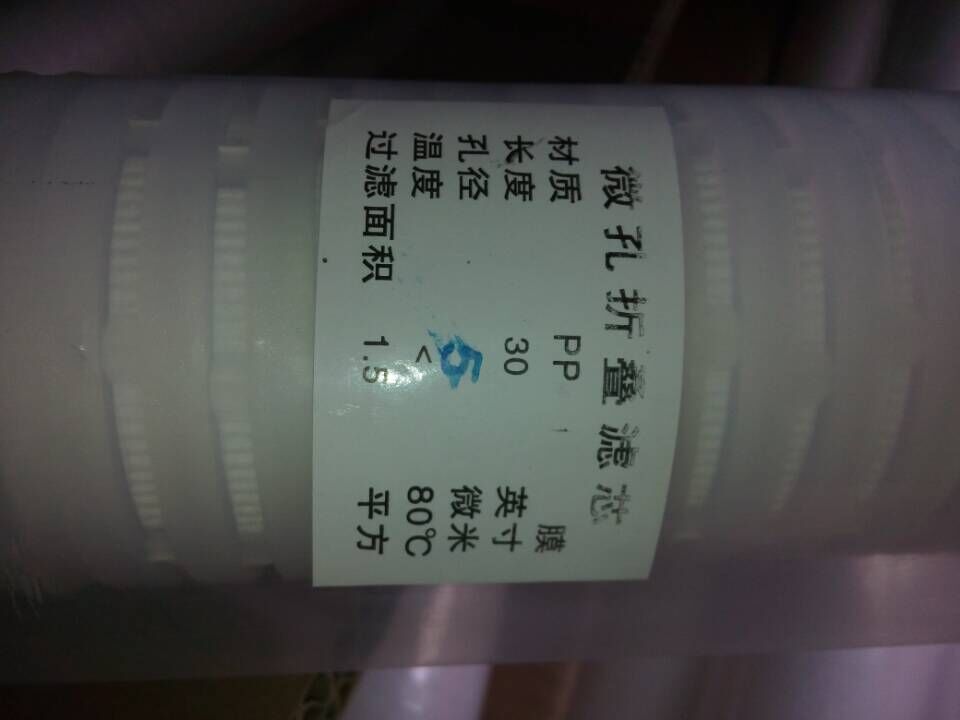 微孔折叠滤芯
材质 PP 膜
长度 30 英寸
孔径 5 微米
温度 < 80℃
过滤面积 1.5 平方